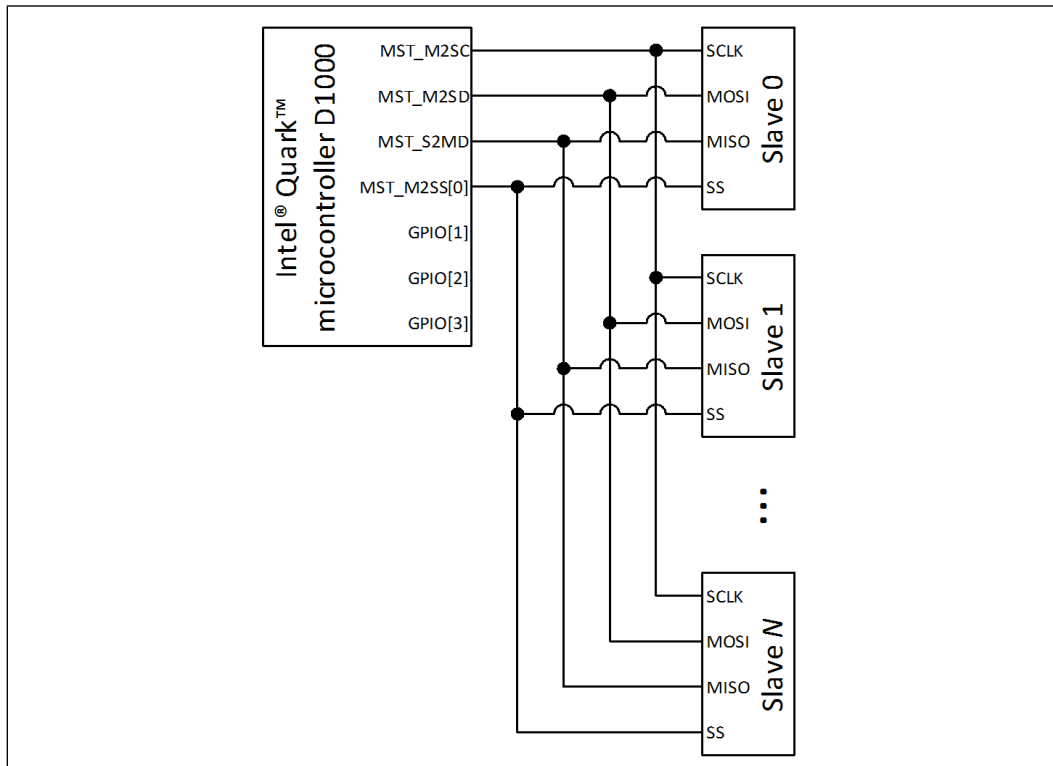 Intel® Quark™
microcontroller D1000
MST_M2SC
MST_M2SD
MST_S2MD
MST_M2SS[0]
GPIO[1]
GPIO[2]
GPIO[3]
SCLK
MOSI
MISO
SS
Slave 0
SCLK
MOSI
MISO
SS
Slave 1
...
SCLK
MOSI
MISO
SS
Slave N